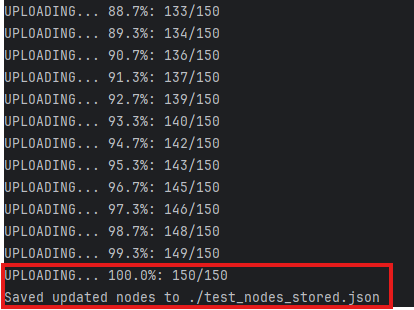 UPLOADING... 88.7%: 133/150
UPLOADING... 89.3%: 134/150
UPLOADING... 90.7%: 136/150
UPLOADING... 91.3%: 137/150
UPLOADING... 92.7%: 139/150
UPLOADING... 93.3%: 140/150
UPLOADING... 94.7%: 142/150
UPLOADING... 95.3%: 143/150
UPLOADING... 96.7%: 145/150
UPLOADING... 97.3%: 146/150
UPLOADING... 98.7%: 148/150
UPLOADING... 99.3%: 149/150
UPLOADING... 100.0%: 150/150
Saved updated nodes to ./test_nodes_stored.json